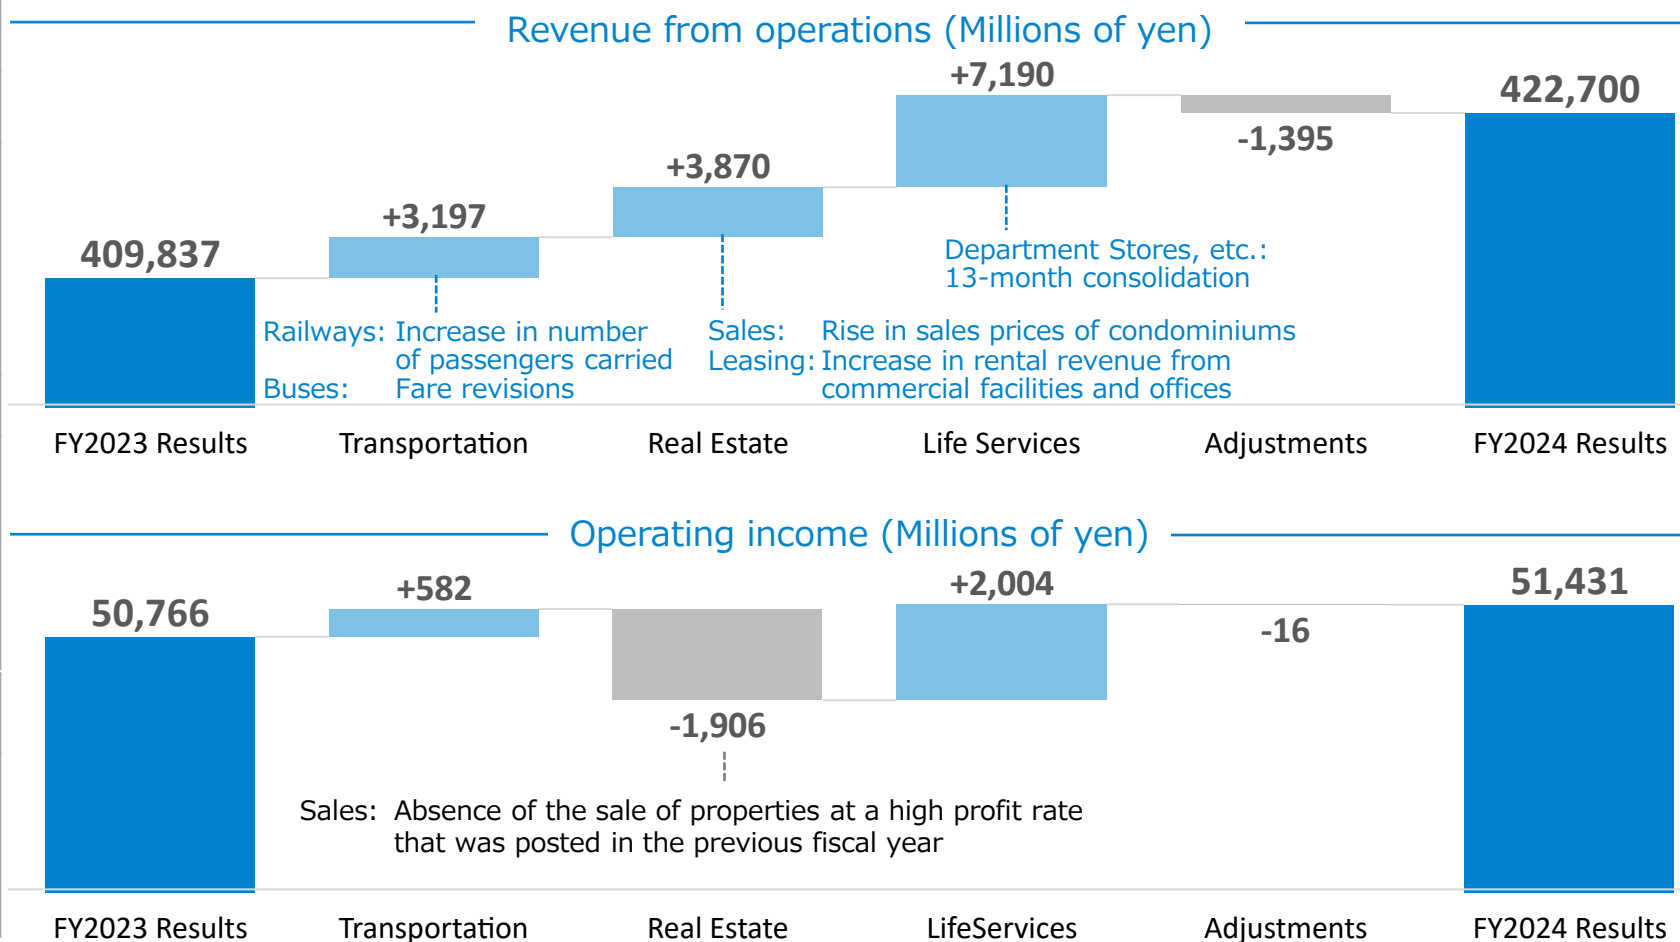 Revenue from operations (Millions of yen)
+7,190
422,700
-1,395
+3,870
+3,197
409,837
Department Stores, etc.:
13-month consolidation
Railways: Increase in number
of passengers carried
Buses: Fare revisions
Sales: Rise in sales prices of condominiums
Leasing: Increase in rental revenue from
commercial facilities and offices
FY2023 Results
Transportation
Real Estate
Life Services
Adjustments
FY2024 Results
Operating income (Millions of yen)
50,766
+582
-1,906
+2,004
-16
51,431
Sales: Absence of the sale of properties at a high profit rate
that was posted in the previous fiscal year
FY2023 Results
Transportation
Real Estate
LifeServices
Adjustments
FY2024 Results